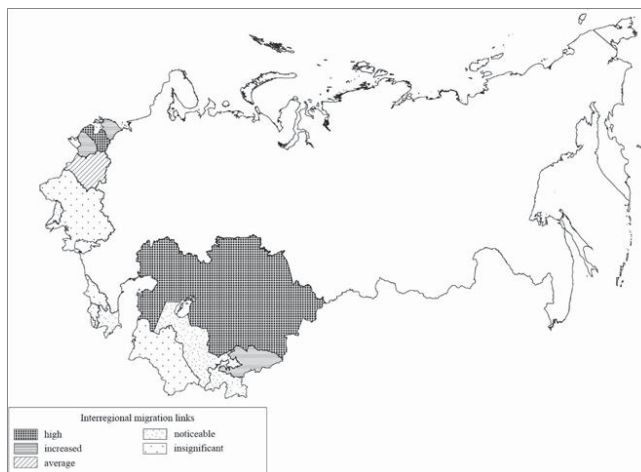 Interregional migration links
high
increased
average
noticeable
insignificant